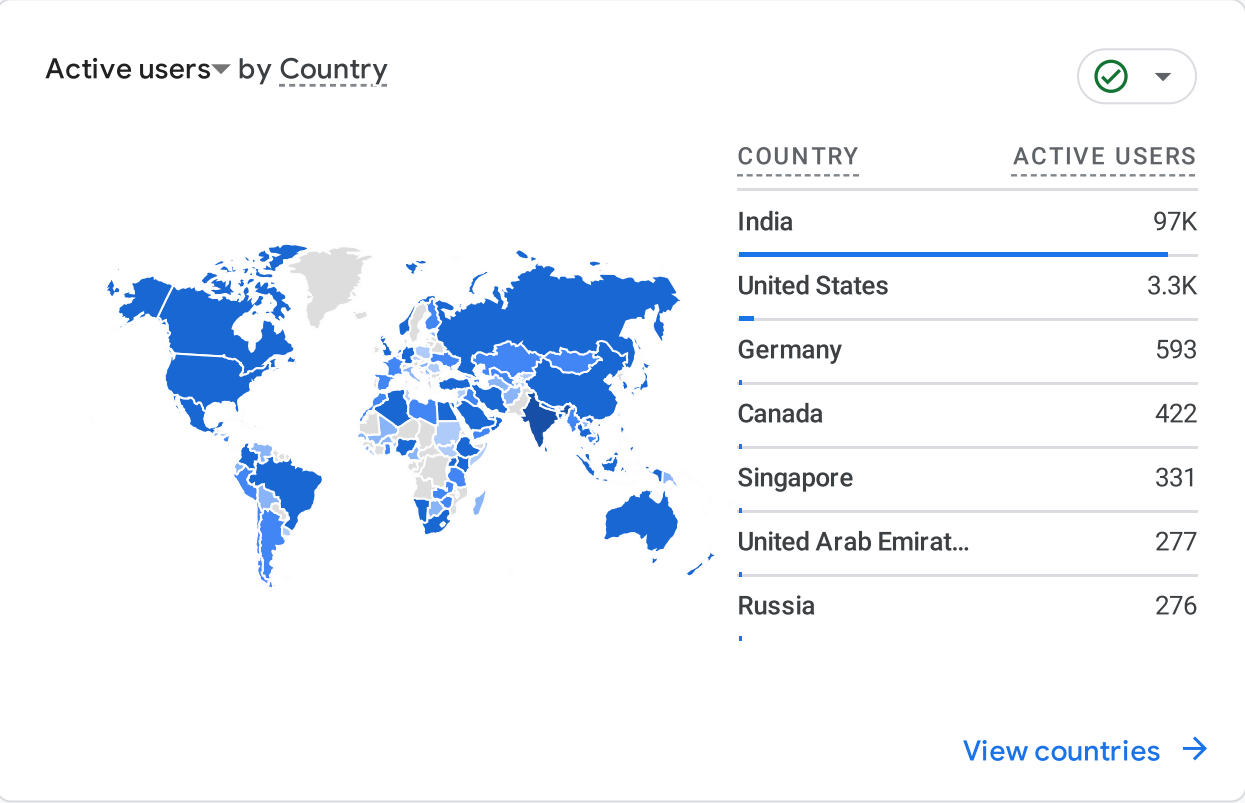 Active users by Country
COUNTRY ACTIVE USERS
India 97K
United States 3.3K
Germany 593
Canada 422
Singapore 331
United Arab Emirat... 277
Russia 276
View countries